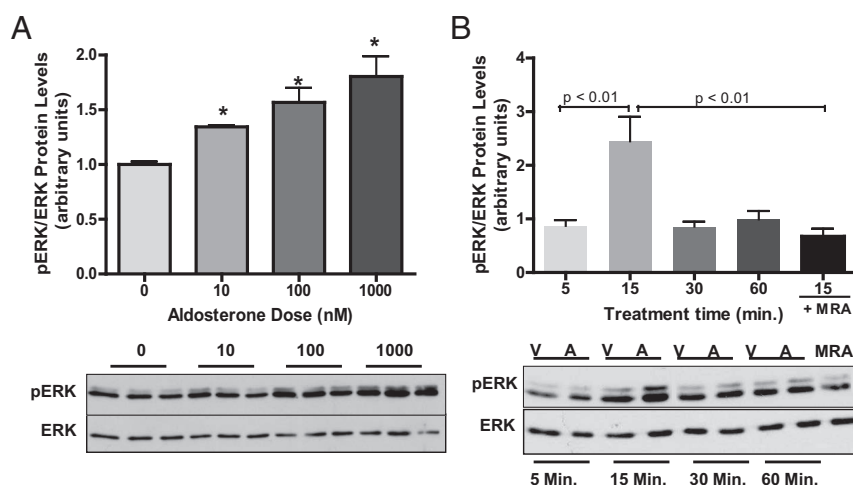 A
pERK/ERK Protein Levels
(arbitrary units)
2.0
1.5
1.0
0.5
0.0
* * *
0 10 100 1000
Aldosterone Dose (nM)
0 10 100 1000
pERK
ERK
B
pERK/ERK Protein Levels
(arbitrary units)
4
3
2
1
0
p < 0.01 p < 0.01
5 15 30 60 15
+ MRA
Treatment time (min.)
V A V A V A V A MRA
pERK
ERK
5 Min. 15 Min. 30 Min. 60 Min.